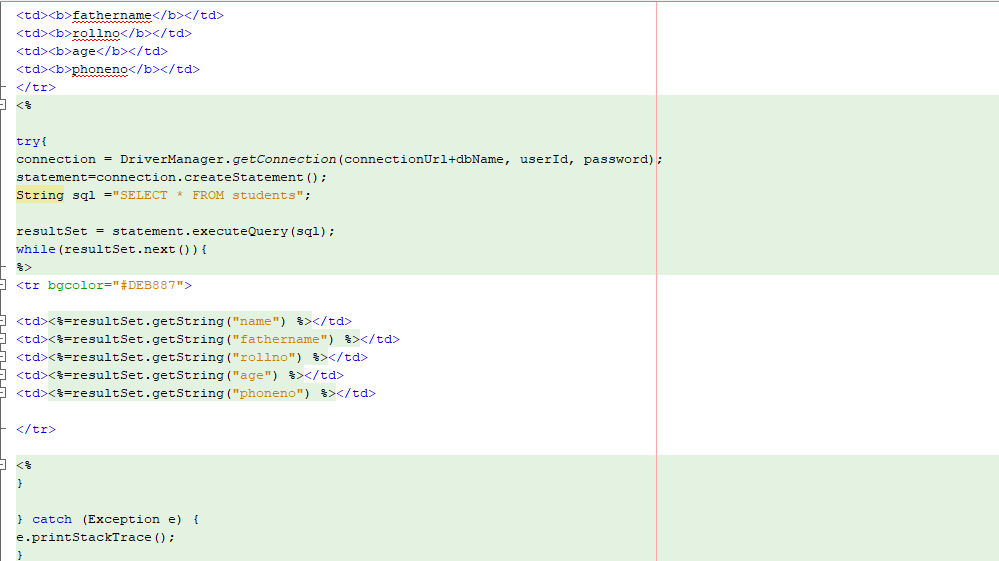 <td><b>fathername</b></td>
<td><b>rollno</b></td>
<td><b>age</b></td>
<td><b>phoneno</b></td>
</tr>
<%
try{
connection = DriverManager.getConnection(connectionUrl+dbName, userId, password);
statement=connection.createStatement();
String sql ="SELECT * FROM students";
resultSet = statement.executeQuery(sql);
while(resultSet.next()){
%>
<tr bgcolor="#DEB887">
<td><%=resultSet.getString("name") %></td>
<td><%=resultSet.getString("fathername") %></td>
<td><%=resultSet.getString("rollno") %></td>
<td><%=resultSet.getString("age") %></td>
<td><%=resultSet.getString("phoneno") %></td>
</tr>
<%
}
} catch (Exception e) {
e.printStackTrace();
}